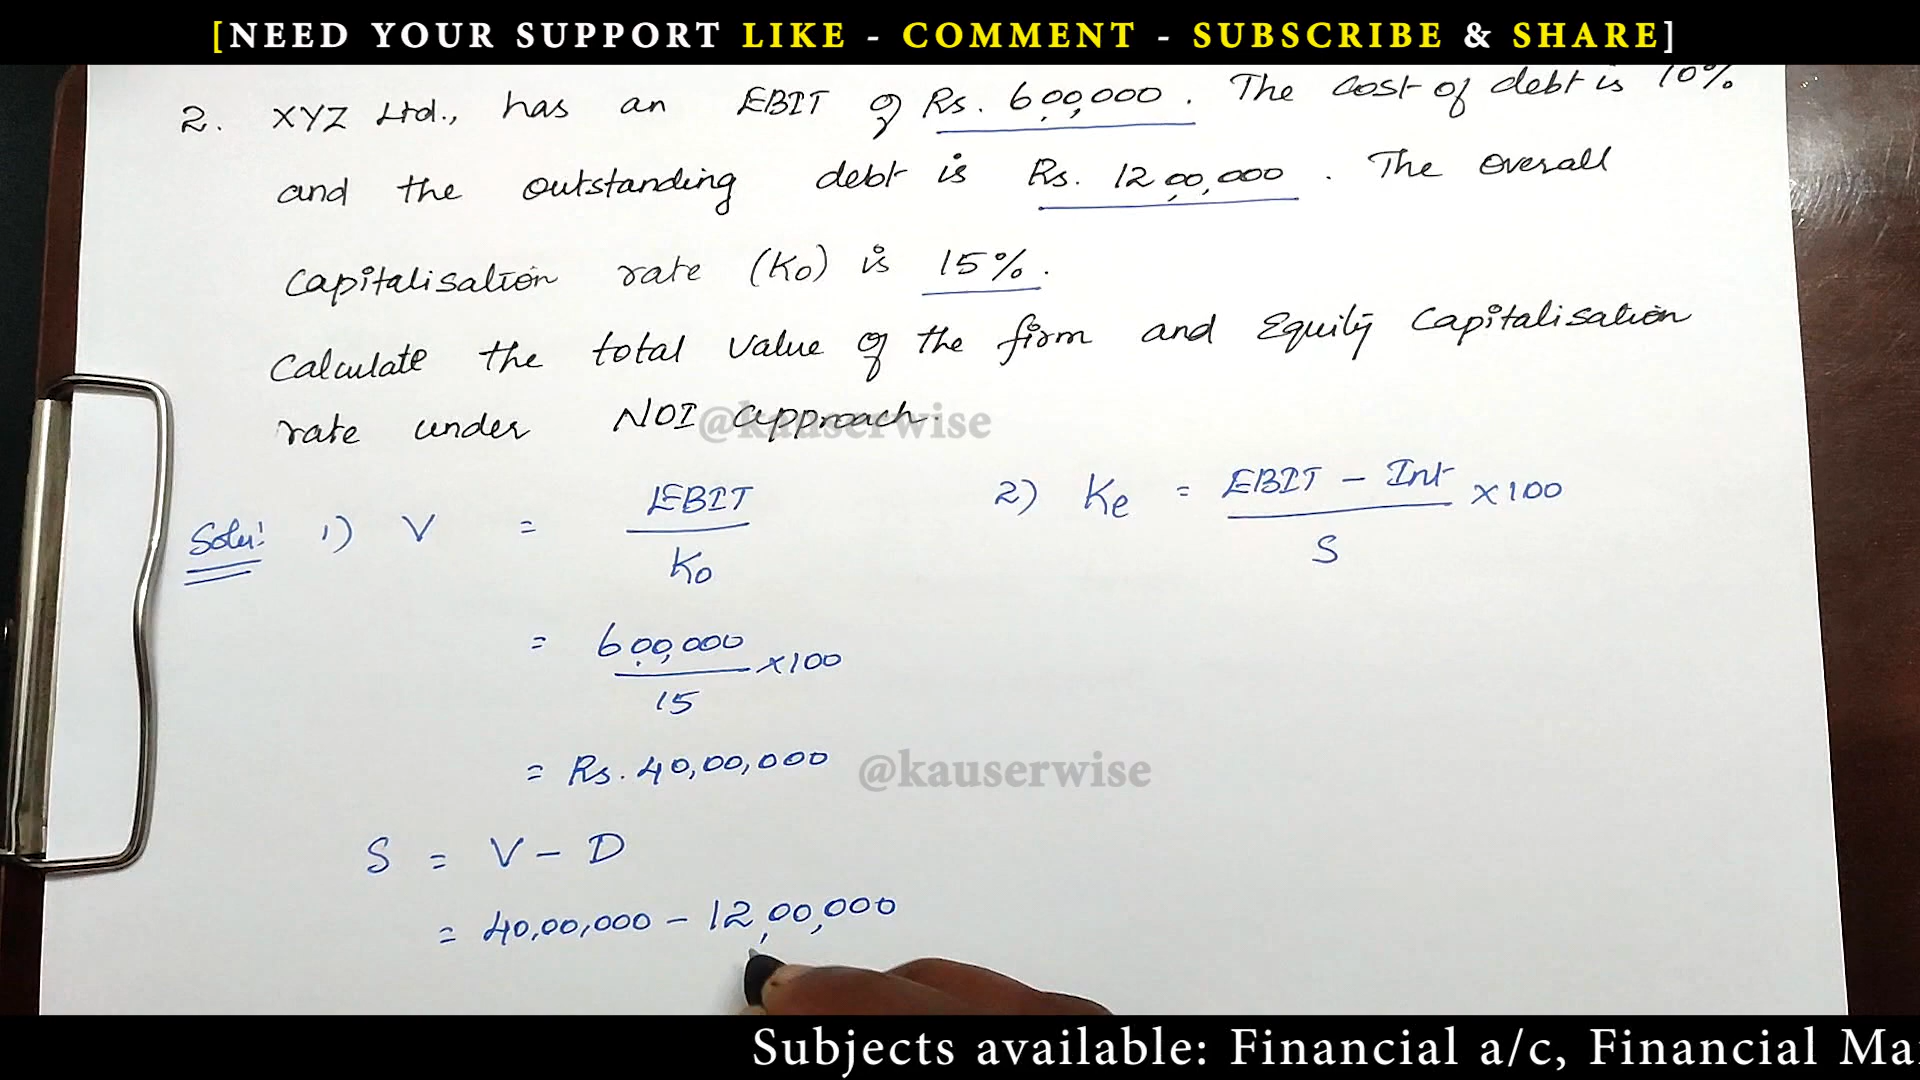 [NEED YOUR SUPPORT LIKE - COMMENT - SUBSCRIBE & SHARE]
2. XYZ Ltd., has an EBIT of Rs. 6,00,000. The cost of debt is 10%
and the outstanding debt is Rs. 12,00,000. The overall
Capitalisation rate (Ko) is 15%.
Calculate the total value of the firm and Equity Capitalisation
rate under NOI approach.
@kauserwise
Solu: 1) V = EBIT / Ko
2) Ke = EBIT - Int / S x 100
= 6,00,000 / 15 x 100
= Rs. 40,00,000
@kauserwise
S = V - D
= 40,00,000 - 12,00,000
Subjects available: Financial a/c, Financial Ma